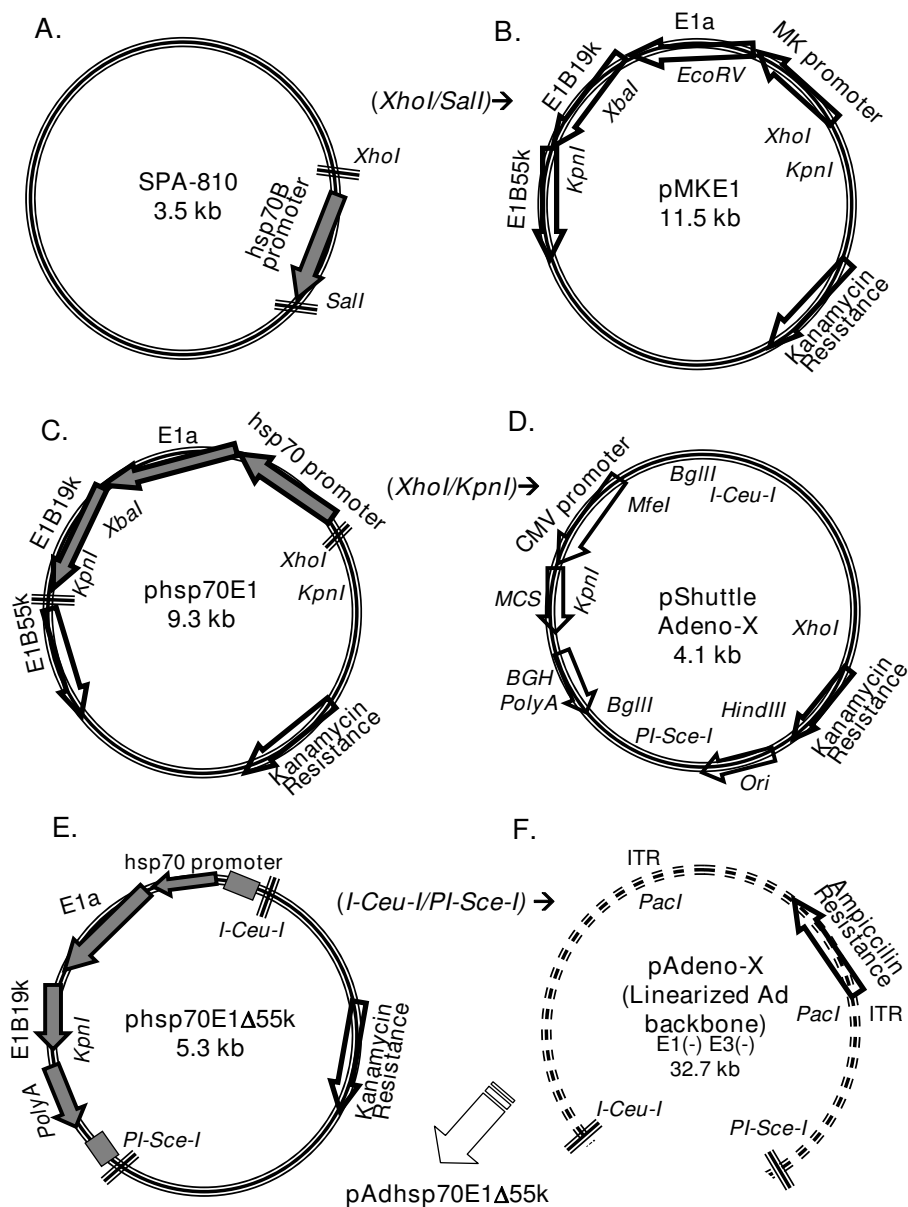 A.
SPA-810
3.5 kb
XhoI
hsp70B
promoter
SalI
(XhoI/SalI)→
B.
E1a
MK promoter
E1B19k
EcoRV
XbaI
XhoI
KpnI
KpnI
E1B55k
pMKE1
11.5 kb
Kanamycin
Resistance
C.
E1a
hsp70 promoter
E1B19k
XbaI
XhoI
KpnI
KpnI
E1B55k
phsp70E1
9.3 kb
Kanamycin
Resistance
(XhoI/KpnI)→
D.
CMV promoter
BglII
I-Ceu-I
MfeI
MCS
KpnI
pShuttle
Adeno-X
4.1 kb
XhoI
BGH
PolyA
BglII
HindIII
PI-Sce-I
Ori
Kanamycin
Resistance
E.
hsp70 promoter
E1a
I-Ceu-I
E1B19k
KpnI
phsp70E1Δ55k
5.3 kb
Kanamycin
Resistance
PolyA
PI-Sce-I
(I-Ceu-I/PI-Sce-I) →
F.
ITR
PacI
Ampiccilin
Resistance
pAdeno-X
(Linearized Ad
backbone)
E1(-) E3(-)
32.7 kb
PacI
ITR
I-Ceu-I
PI-Sce-I
pAdhsp70E1Δ55k